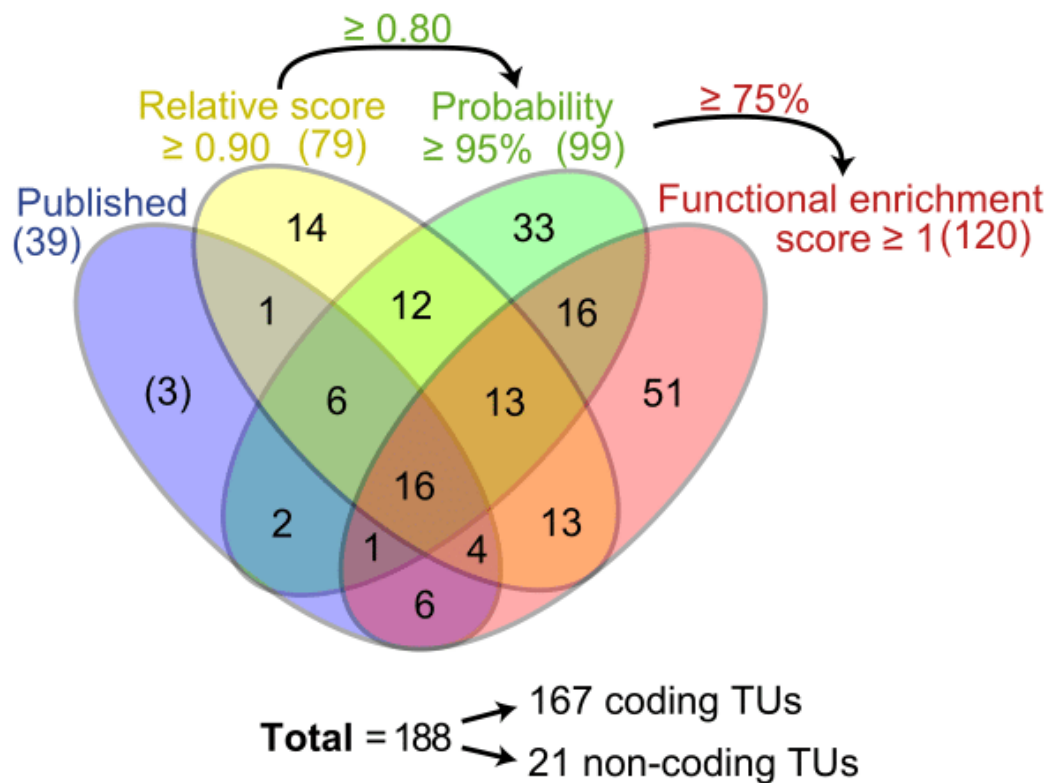 ≥ 0.80
Relative score
≥ 0.90 (79)
Probability
≥ 95% (99)
≥ 75%
Published
(39)
Functional enrichment
score ≥ 1(120)
14
33
1
12
16
(3)
6
13
51
16
2
1
4
13
6
Total = 188
167 coding TUs
21 non-coding TUs